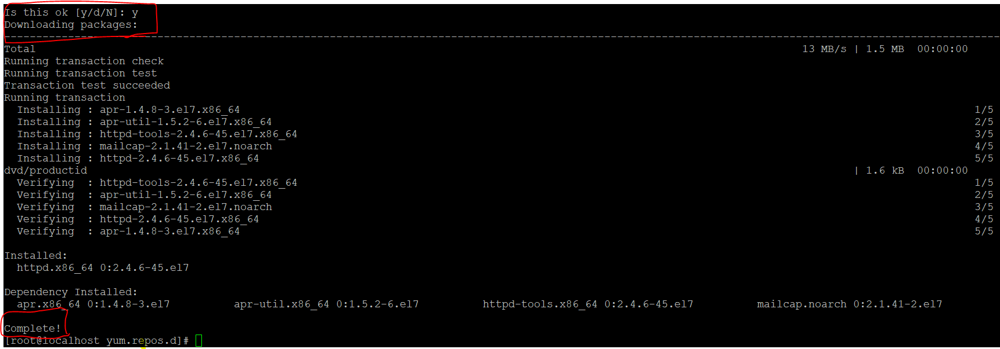 Is this ok [y/d/N]: y
Downloading packages:
--------------------------------------------------------------------------------------------------------------------------------------------------------------------
Total 13 MB/s | 1.5 MB 00:00:00
Running transaction check
Running transaction test
Transaction test succeeded
Running transaction
Installing : apr-1.4.8-3.el7.x86_64 1/5
Installing : apr-util-1.5.2-6.el7.x86_64 2/5
Installing : httpd-tools-2.4.6-45.el7.x86_64 3/5
Installing : mailcap-2.1.41-2.el7.noarch 4/5
Installing : httpd-2.4.6-45.el7.x86_64 5/5
dvd/productid | 1.6 kB 00:00:00
Verifying : httpd-tools-2.4.6-45.el7.x86_64 1/5
Verifying : apr-util-1.5.2-6.el7.x86_64 2/5
Verifying : mailcap-2.1.41-2.el7.noarch 3/5
Verifying : httpd-2.4.6-45.el7.x86_64 4/5
Verifying : apr-1.4.8-3.el7.x86_64 5/5
Installed:
httpd.x86_64 0:2.4.6-45.el7
Dependency Installed:
apr.x86_64 0:1.4.8-3.el7 apr-util.x86_64 0:1.5.2-6.el7 httpd-tools.x86_64 0:2.4.6-45.el7 mailcap.noarch 0:2.1.41-2.el7
Complete!
[root@localhost yum.repos.d]#